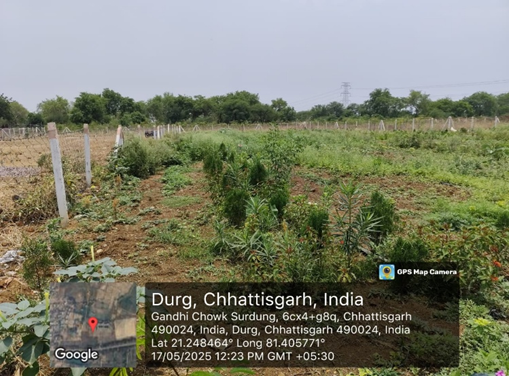 GPS Map Camera
Durg, Chhattisgarh, India
Gandhi Chowk Surdung, 6cx4+g8q, Chhattisgarh
490024, India, Durg, Chhattisgarh 490024, India
Lat 21.248464° Long 81.405771°
17/05/2025 12:23 PM GMT +05:30
Google